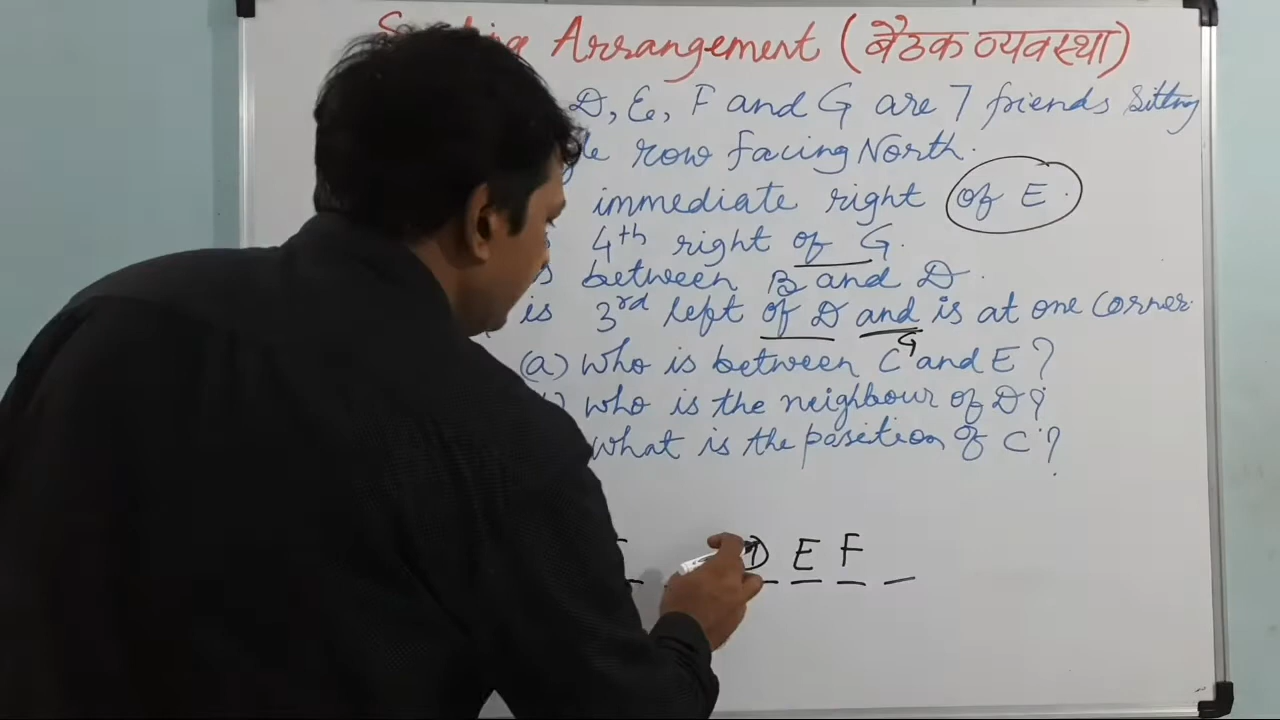 Arrangement (बैठक व्यवस्था)
D, E, F and G are 7 friends Sitting
row facing North.
immediate right of E.
4th right of G.
between B and D.
is 3rd left of D and is at one corner.
(a) Who is between C and E?
who is the neighbour of D?
what is the position of C?
D E F